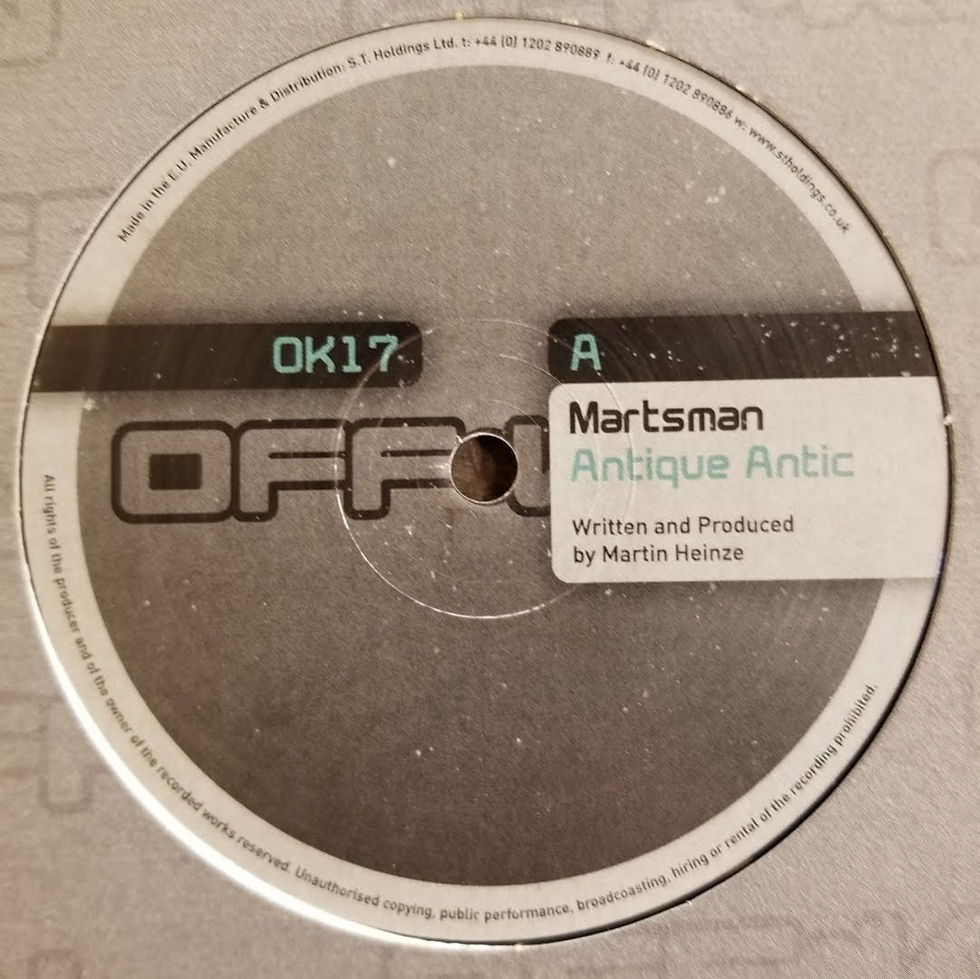 Made in the E.U. Manufacture & Distribution: S.T. Holdings Ltd. t: +44 (0) 1202 890889 f: +44 (0) 1202 890886 w: www.stholdings.co.uk
OK17
A
OFF-
Martsman
Antique Antic
Written and Produced
by Martin Heinze
All rights of the producer and of the owner of the recorded works reserved. Unauthorised copying, public performance, broadcasting, hiring or rental of the recording prohibited.